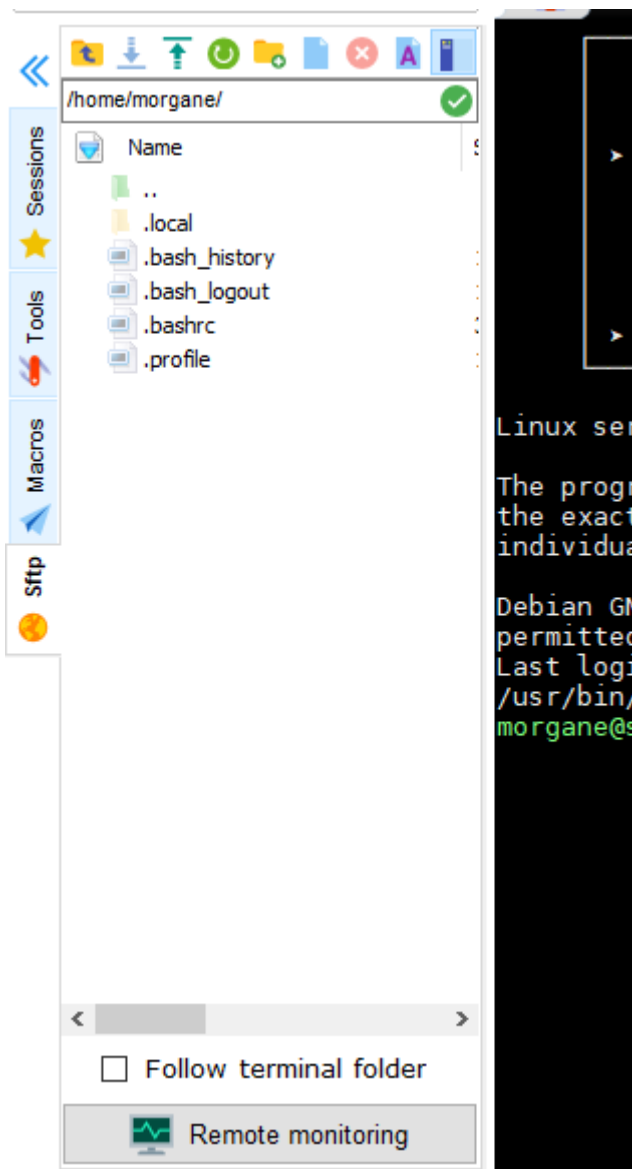 /home/morgane/
Name
..
.local
.bash_history
.bash_logout
.bashrc
.profile
Sessions
Tools
Macros
Sftp
Follow terminal folder
Remote monitoring
Linux ser
The progr
the exact
individua
Debian GN
permitted
Last logi
/usr/bin/
morgane@s